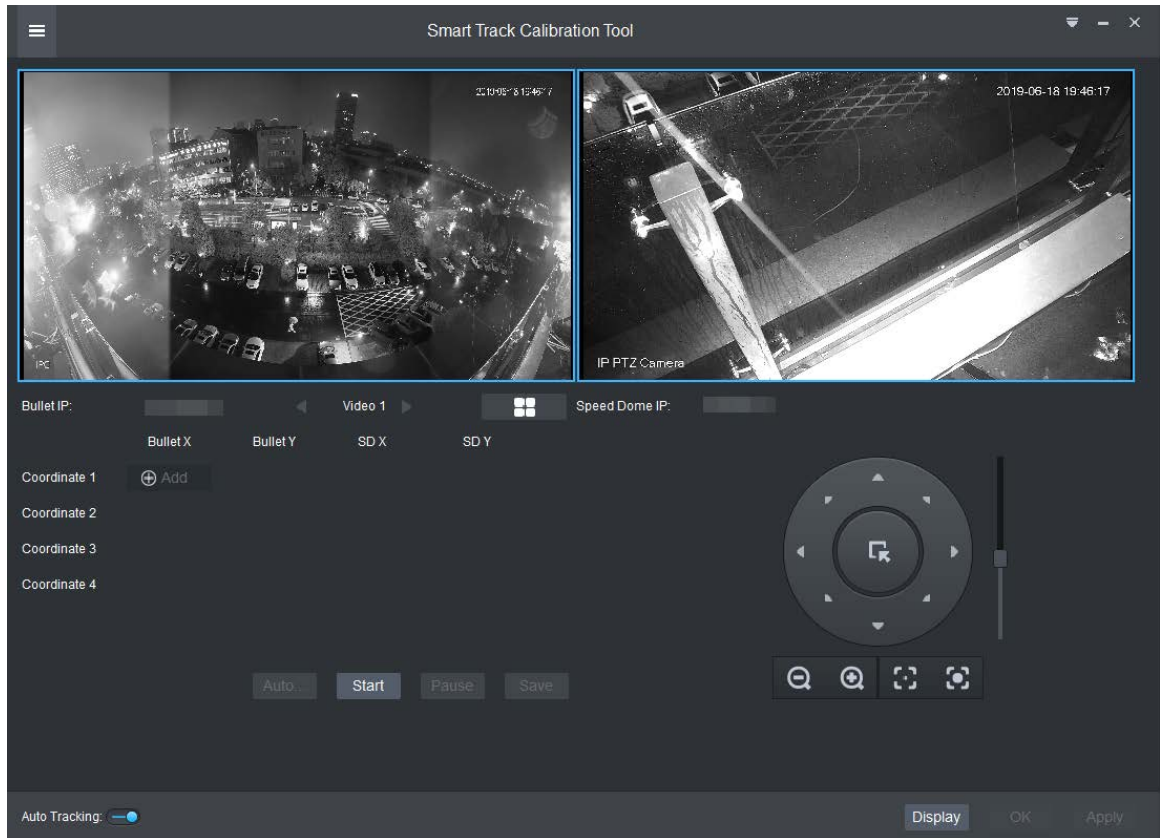 Smart Track Calibration Tool
2019-06-18 19:46:17
IPC
IP PTZ Camera
Bullet IP:
Video 1
Speed Dome IP:
Bullet X Bullet Y SD X SD Y
Coordinate 1 Add
Coordinate 2
Coordinate 3
Coordinate 4
Auto... Start Pause Save
Auto Tracking:
Display OK Apply